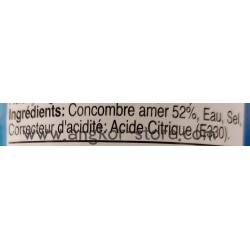 Ingrédients: Concombre amer 52%, Eau, Sel,
www.angkor-store.com
Correcteur d'acidité: Acide Citrique (E330).